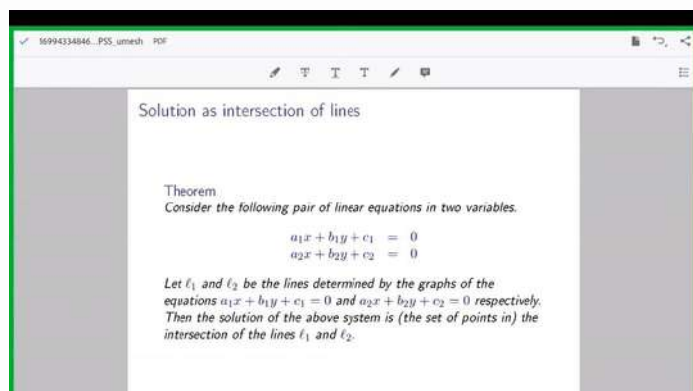 16994334846...PSS_umesh PDF
Solution as intersection of lines
Theorem
Consider the following pair of linear equations in two variables.
a₁x + b₁y + c₁ = 0
a₂x + b₂y + c₂ = 0
Let ℓ₁ and ℓ₂ be the lines determined by the graphs of the
equations a₁x + b₁y + c₁ = 0 and a₂x + b₂y + c₂ = 0 respectively.
Then the solution of the above system is (the set of points in) the
intersection of the lines ℓ₁ and ℓ₂.